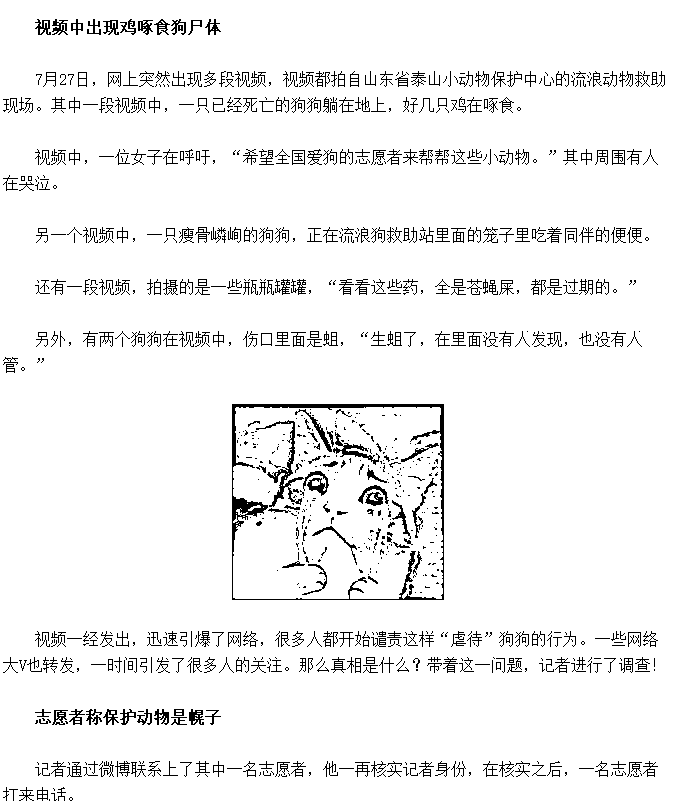 视频中出现鸡啄食狗尸体
7月27日，网上突然出现多段视频，视频都拍自山东省泰山小动物保护中心的流浪动物救助
现场。其中一段视频中，一只已经死亡的狗狗躺在地上，好几只鸡在啄食。
视频中，一位女子在呼吁，“希望全国爱狗的志愿者来帮帮这些小动物。”其中周围有人
在哭泣。
另一个视频中，一只瘦骨嶙峋的狗狗，正在流浪狗救助站里面的笼子里吃着同伴的便便。
还有一段视频，拍摄的是一些瓶瓶罐罐，“看看这些药，全是苍蝇屎，都是过期的。”
另外，有两个狗狗在视频中，伤口里面是蛆，“生蛆了，在里面没有人发现，也没有人
管。”
视频一经发出，迅速引爆了网络，很多人都开始谴责这样“虐待”狗狗的行为。一些网络
大V也转发，一时间引发了很多人的关注。那么真相是什么？带着这一问题，记者进行了调查！
志愿者称保护动物是幌子
记者通过微博联系上了其中一名志愿者，他一再核实记者身份，在核实之后，一名志愿者
打来电话。